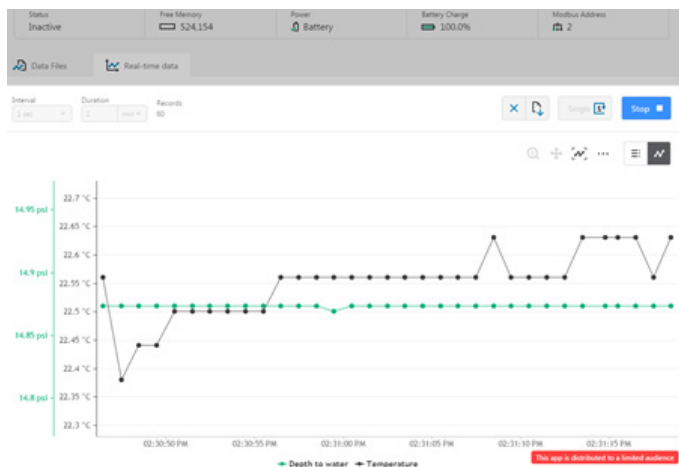 Status Free Memory Power Battery Charge Modbus Address
Inactive 524,154 Battery 100.0% 2
Data Files Real-time data
Interval Duration Records
1 sec 1 60
Single Stop
14.95 psi
14.9 psi
14.85 psi
14.8 psi
22.7 °C
22.65 °C
22.6 °C
22.55 °C
22.5 °C
22.45 °C
22.4 °C
22.35 °C
22.3 °C
02:30:50 PM 02:30:55 PM 02:31:00 PM 02:31:05 PM 02:31:10 PM 02:31:15 PM
Depth to water Temperature
This app is distributed to a limited audience